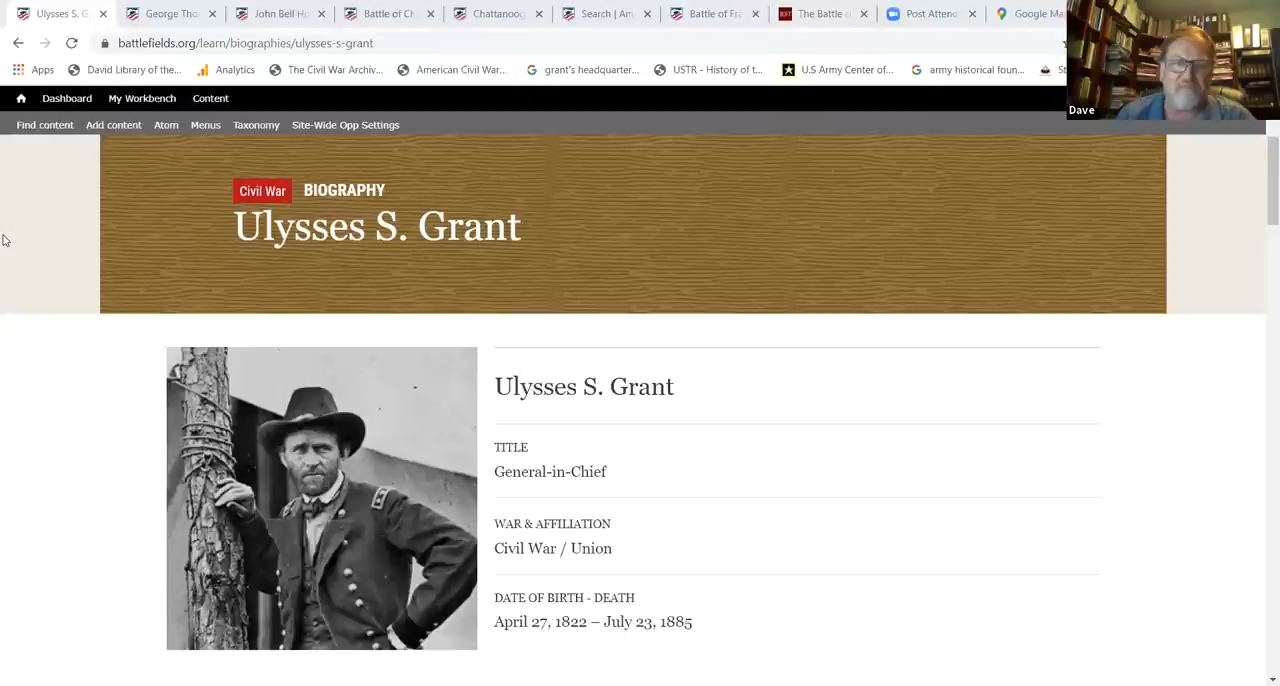 Ulysses S. G
George Tho
John Bell Ho
Battle of Ch
Chattanoog
Search | Am
Battle of Fre
The Battle o
Post Attend
Google Ma
battlefields.org/learn/biographies/ulysses-s-grant
Apps
David Library of the...
Analytics
The Civil War Archiv...
American Civil War...
grant's headquarter...
USTR - History of t...
U.S Army Center of...
army historical foun...
St
Dave
Dashboard
My Workbench
Content
Find content
Add content
Atom
Menus
Taxonomy
Site-Wide Opp Settings
Civil War
BIOGRAPHY
Ulysses S. Grant
Ulysses S. Grant
TITLE
General-in-Chief
WAR & AFFILIATION
Civil War / Union
DATE OF BIRTH - DEATH
April 27, 1822 – July 23, 1885